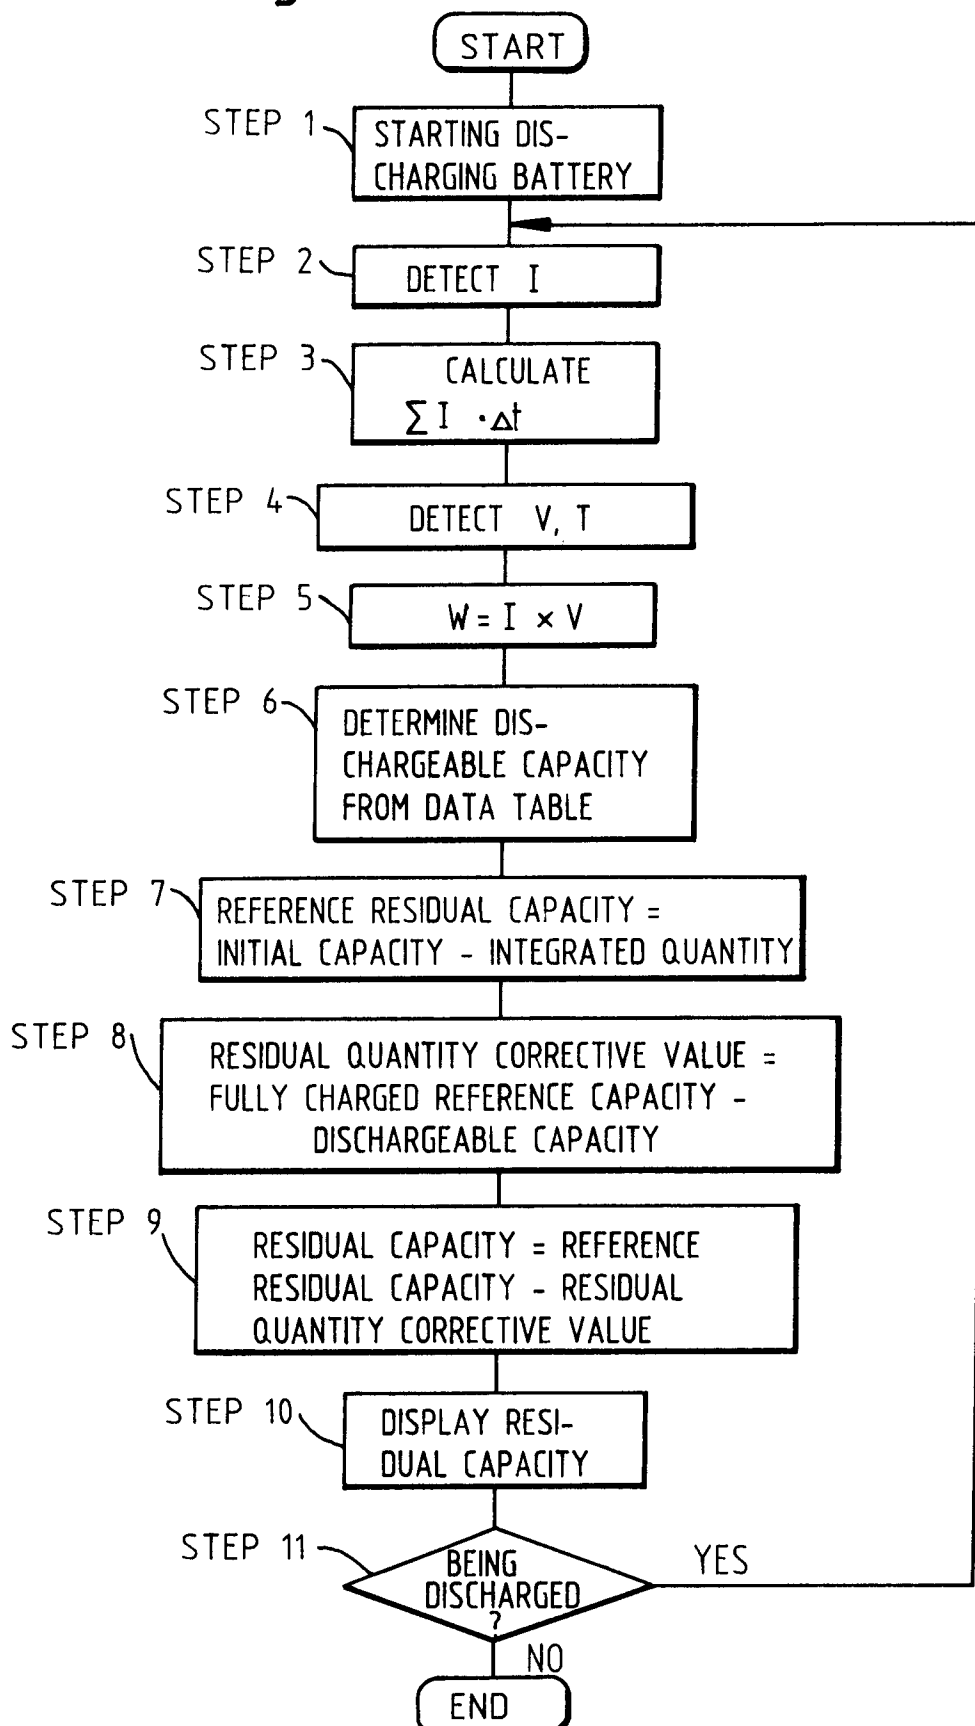 START
STEP 1
STARTING DIS-
CHARGING BATTERY
STEP 2
DETECT I
STEP 3
CALCULATE
∑ I · Δt
STEP 4
DETECT V, T
STEP 5
W = I × V
STEP 6
DETERMINE DIS-
CHARGEABLE CAPACITY
FROM DATA TABLE
STEP 7
REFERENCE RESIDUAL CAPACITY =
INITIAL CAPACITY - INTEGRATED QUANTITY
STEP 8
RESIDUAL QUANTITY CORRECTIVE VALUE =
FULLY CHARGED REFERENCE CAPACITY -
DISCHARGEABLE CAPACITY
STEP 9
RESIDUAL CAPACITY = REFERENCE
RESIDUAL CAPACITY - RESIDUAL
QUANTITY CORRECTIVE VALUE
STEP 10
DISPLAY RESI-
DUAL CAPACITY
STEP 11
BEING
DISCHARGED
?
YES
NO
END